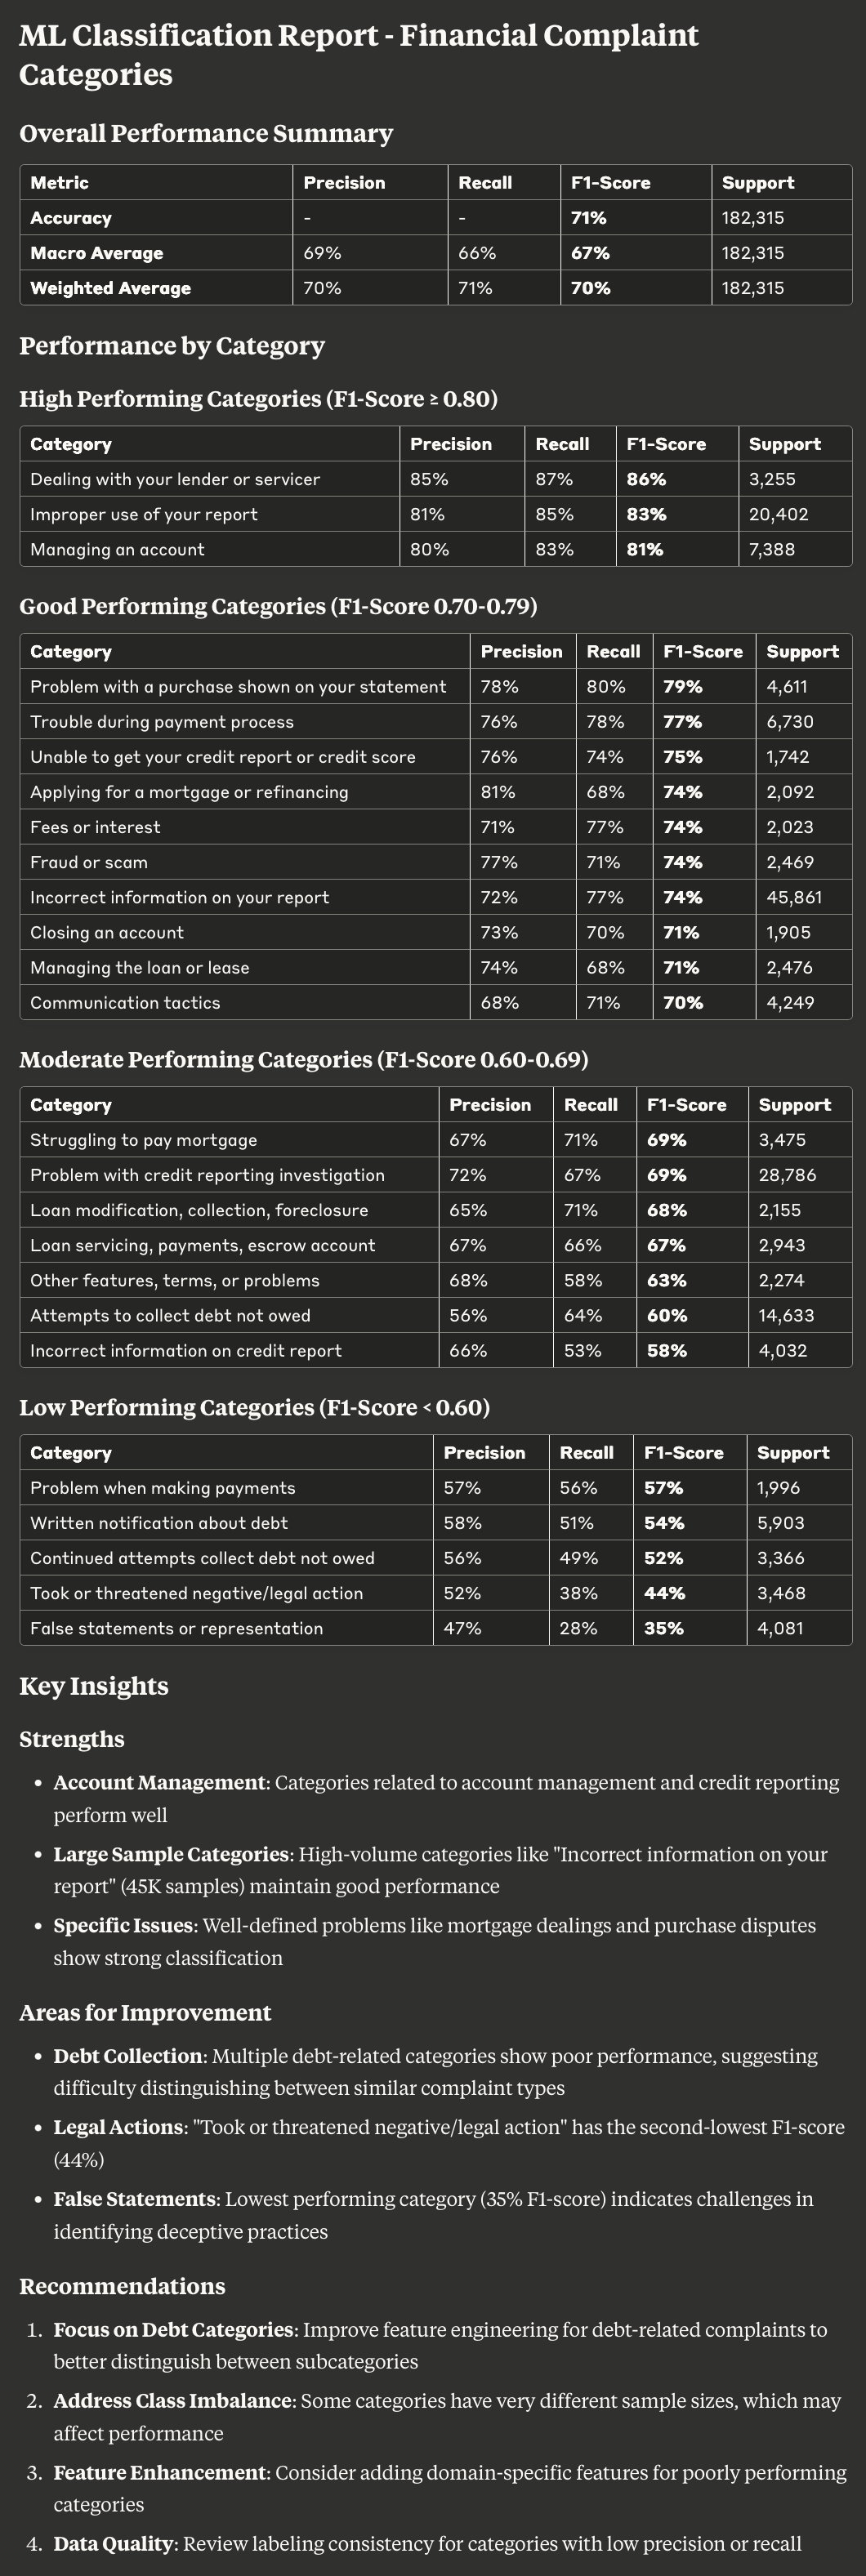 ML Classification Report - Financial Complaint
Categories
Overall Performance Summary
Metric Precision Recall F1-Score Support
Accuracy - - 71% 182,315
Macro Average 69% 66% 67% 182,315
Weighted Average 70% 71% 70% 182,315
Performance by Category
High Performing Categories (F1-Score ≥ 0.80)
Category Precision Recall F1-Score Support
Dealing with your lender or servicer 85% 87% 86% 3,255
Improper use of your report 81% 85% 83% 20,402
Managing an account 80% 83% 81% 7,388
Good Performing Categories (F1-Score 0.70-0.79)
Category Precision Recall F1-Score Support
Problem with a purchase shown on your statement 78% 80% 79% 4,611
Trouble during payment process 76% 78% 77% 6,730
Unable to get your credit report or credit score 76% 74% 75% 1,742
Applying for a mortgage or refinancing 81% 68% 74% 2,092
Fees or interest 71% 77% 74% 2,023
Fraud or scam 77% 71% 74% 2,469
Incorrect information on your report 72% 77% 74% 45,861
Closing an account 73% 70% 71% 1,905
Managing the loan or lease 74% 68% 71% 2,476
Communication tactics 68% 71% 70% 4,249
Moderate Performing Categories (F1-Score 0.60-0.69)
Category Precision Recall F1-Score Support
Struggling to pay mortgage 67% 71% 69% 3,475
Problem with credit reporting investigation 72% 67% 69% 28,786
Loan modification, collection, foreclosure 65% 71% 68% 2,155
Loan servicing, payments, escrow account 67% 66% 67% 2,943
Other features, terms, or problems 68% 58% 63% 2,274
Attempts to collect debt not owed 56% 64% 60% 14,633
Incorrect information on credit report 66% 53% 58% 4,032
Low Performing Categories (F1-Score < 0.60)
Category Precision Recall F1-Score Support
Problem when making payments 57% 56% 57% 1,996
Written notification about debt 58% 51% 54% 5,903
Continued attempts collect debt not owed 56% 49% 52% 3,366
Took or threatened negative/legal action 52% 38% 44% 3,468
False statements or representation 47% 28% 35% 4,081
Key Insights
Strengths
• Account Management: Categories related to account management and credit reporting
perform well
• Large Sample Categories: High-volume categories like "Incorrect information on your
report" (45K samples) maintain good performance
• Specific Issues: Well-defined problems like mortgage dealings and purchase disputes
show strong classification
Areas for Improvement
• Debt Collection: Multiple debt-related categories show poor performance, suggesting
difficulty distinguishing between similar complaint types
• Legal Actions: "Took or threatened negative/legal action" has the second-lowest F1-score
(44%)
• False Statements: Lowest performing category (35% F1-score) indicates challenges in
identifying deceptive practices
Recommendations
1. Focus on Debt Categories: Improve feature engineering for debt-related complaints to
better distinguish between subcategories
2. Address Class Imbalance: Some categories have very different sample sizes, which may
affect performance
3. Feature Enhancement: Consider adding domain-specific features for poorly performing
categories
4. Data Quality: Review labeling consistency for categories with low precision or recall